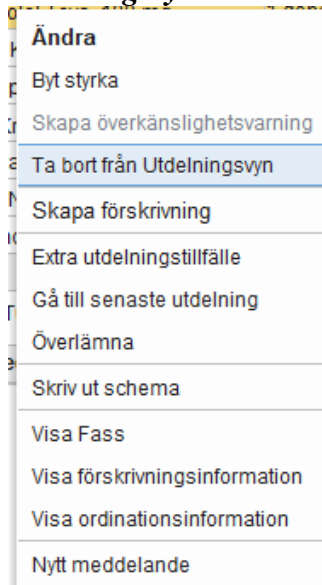 Ändra
Byt styrka
Skapa överkänslighetsvarning
Ta bort från Utdelningsvyn
Skapa förskrivning
Extra utdelningstillfälle
Gå till senaste utdelning
Överlämna
Skriv ut schema
Visa Fass
Visa förskrivningsinformation
Visa ordinationsinformation
Nytt meddelande